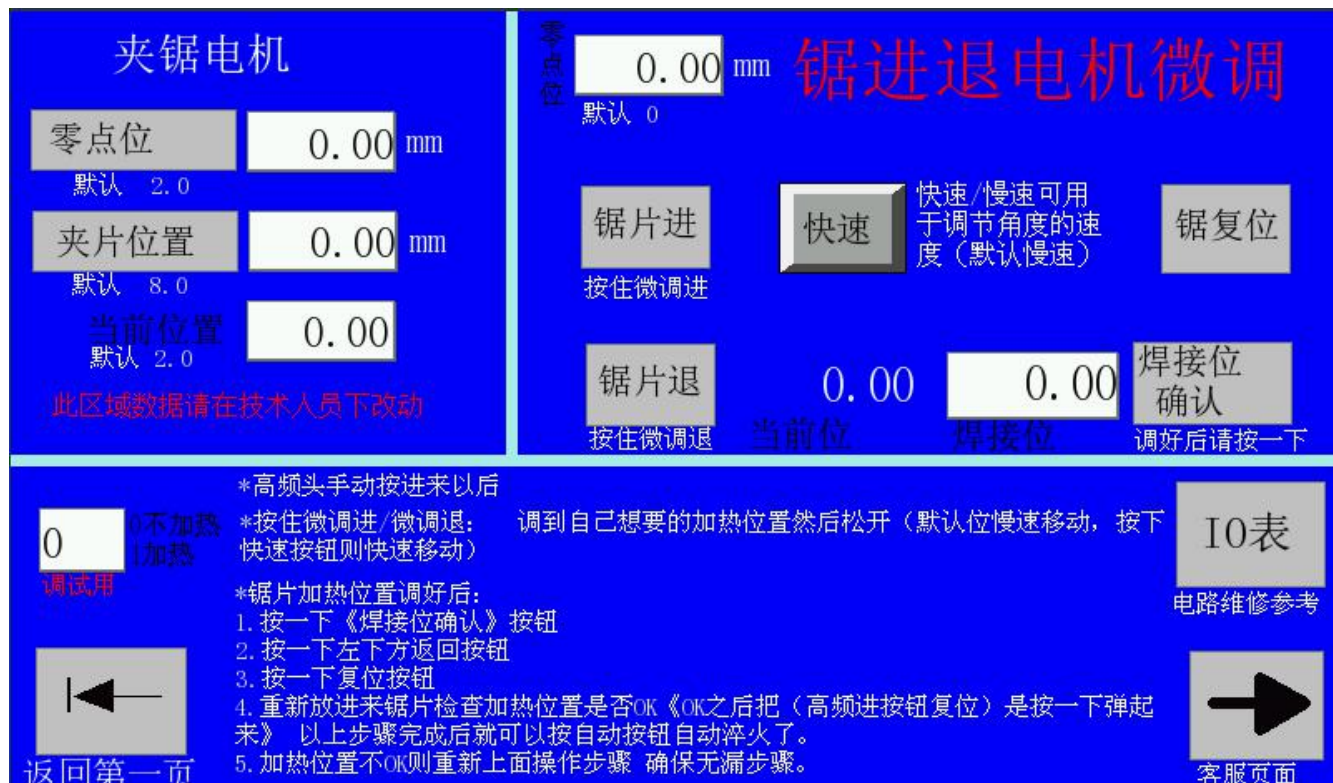 夹锯电机
零点位
0.00 mm
默认 2.0
夹片位置
0.00 mm
默认 8.0
当前位置
0.00
默认 2.0
此区域数据请在技术人员下改动
零点位
0.00 mm
默认 0
锯进退电机微调
锯片进
按住微调进
快速
快速/慢速可用
于调节角度的速
度（默认慢速）
锯复位
锯片退
按住微调退
0.00
当前位
0.00
焊接位
焊接位
确认
调好后请按一下
0
0不加热
1加热
调试用
*高频头手动按进来以后
*按住微调进/微调退： 调到自己想要的加热位置然后松开（默认位慢速移动，按下
快速按钮则快速移动）
*锯片加热位置调好后：
1.按一下《焊接位确认》按钮
2.按一下左下方返回按钮
3.按一下复位按钮
4.重新放进来锯片检查加热位置是否OK《OK之后把（高频进按钮复位）是按一下弹起
来》 以上步骤完成后就可以按自动按钮自动淬火了。
5.加热位置不OK则重新上面操作步骤 确保无漏步骤。
返回第一页
IO表
电路维修参考
客服页面